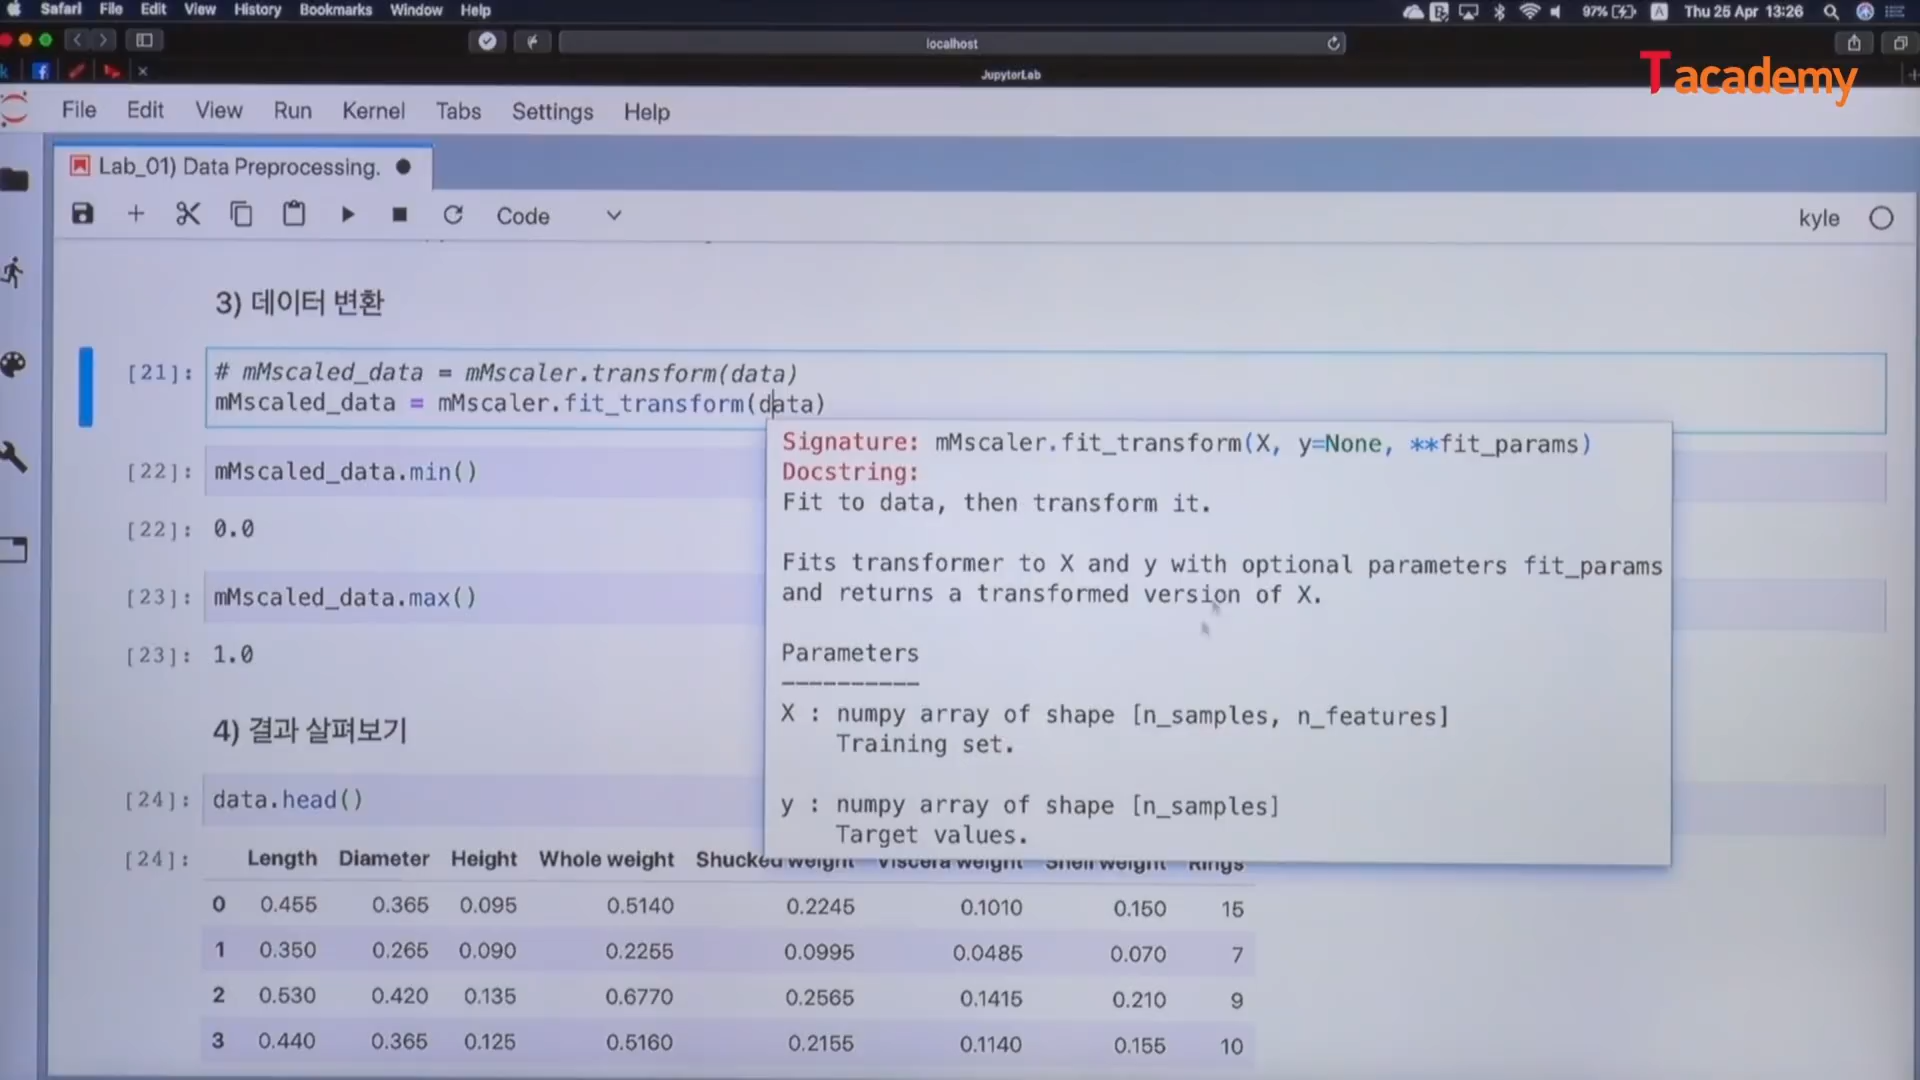 Safari File Edit View History Bookmarks Window Help
97% A Thu 25 Apr 13:26
localhost
JupyterLab
Tacademy
File Edit View Run Kernel Tabs Settings Help
Lab_01) Data Preprocessing.
Code
kyle
3) 데이터 변환
[21]: # mMscaled_data = mMscaler.transform(data)
mMscaled_data = mMscaler.fit_transform(data)
Signature: mMscaler.fit_transform(X, y=None, **fit_params)
Docstring:
Fit to data, then transform it.
Fits transformer to X and y with optional parameters fit_params
and returns a transformed version of X.
Parameters
----------
X : numpy array of shape [n_samples, n_features]
Training set.
y : numpy array of shape [n_samples]
Target values.
[22]: mMscaled_data.min()
[22]: 0.0
[23]: mMscaled_data.max()
[23]: 1.0
4) 결과 살펴보기
[24]: data.head()
[24]: Length Diameter Height Whole weight Shucked weight Viscera weight Shell weight Rings
0 0.455 0.365 0.095 0.5140 0.2245 0.1010 0.150 15
1 0.350 0.265 0.090 0.2255 0.0995 0.0485 0.070 7
2 0.530 0.420 0.135 0.6770 0.2565 0.1415 0.210 9
3 0.440 0.365 0.125 0.5160 0.2155 0.1140 0.155 10